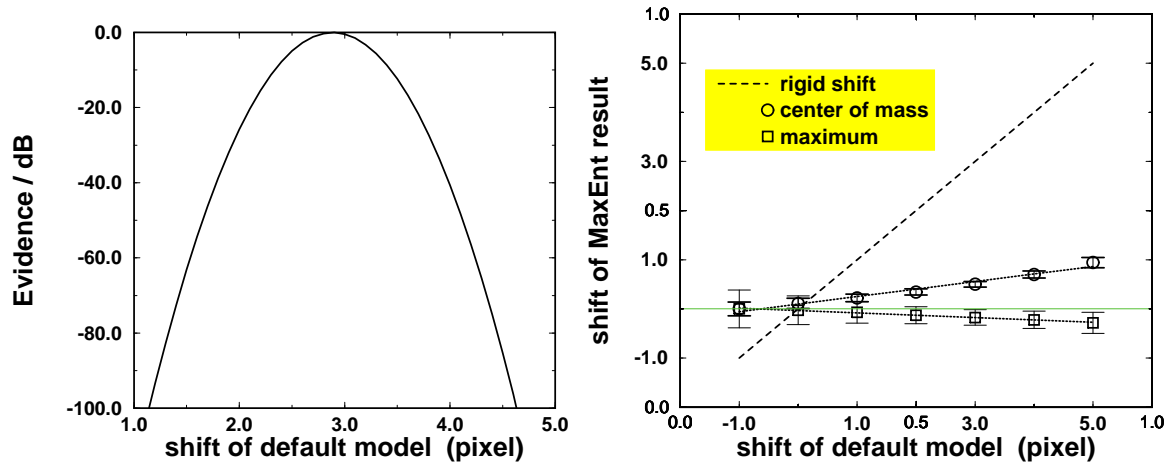 0.0
-20.0
-40.0
-60.0
-80.0
-100.0
Evidence / dB
1.0 2.0 3.0 4.0 5.0
shift of default model (pixel)
1.0
5.0
3.0
0.5
1.0
-1.0
0.0
shift of MaxEnt result
rigid shift
center of mass
maximum
0.0 -1.0 1.0 0.5 3.0 5.0 1.0
shift of default model (pixel)